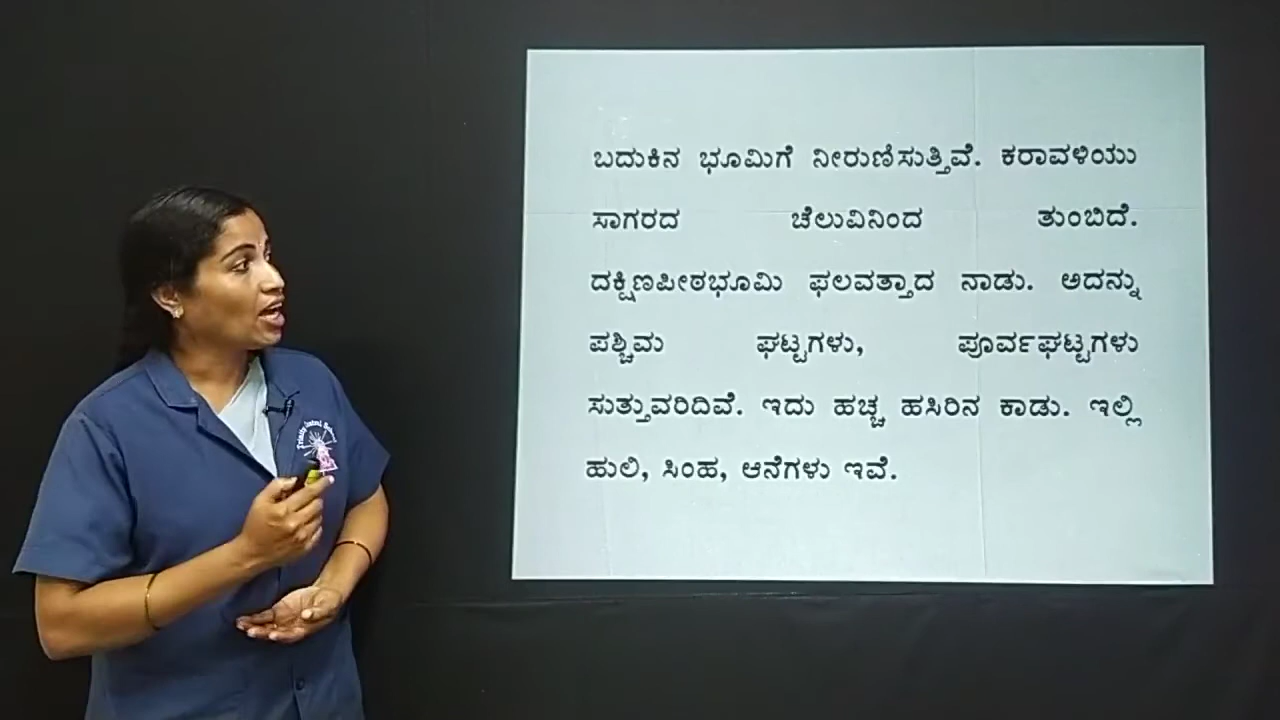 ಬದುಕಿನ ಭೂಮಿಗೆ ನೀರುಣಿಸುತ್ತಿವೆ. ಕರಾವಳಿಯು
ಸಾಗರದ ಚೆಲುವಿನಿಂದ ತುಂಬಿದೆ.
ದಕ್ಷಿಣಪೀಠಭೂಮಿ ಫಲವತ್ತಾದ ನಾಡು. ಅದನ್ನು
ಪಶ್ಚಿಮ ಘಟ್ಟಗಳು, ಪೂರ್ವಘಟ್ಟಗಳು
ಸುತ್ತುವರಿದಿವೆ. ಇದು ಹಚ್ಚ ಹಸಿರಿನ ಕಾಡು. ಇಲ್ಲಿ
ಹುಲಿ, ಸಿಂಹ, ಆನೆಗಳು ಇವೆ.